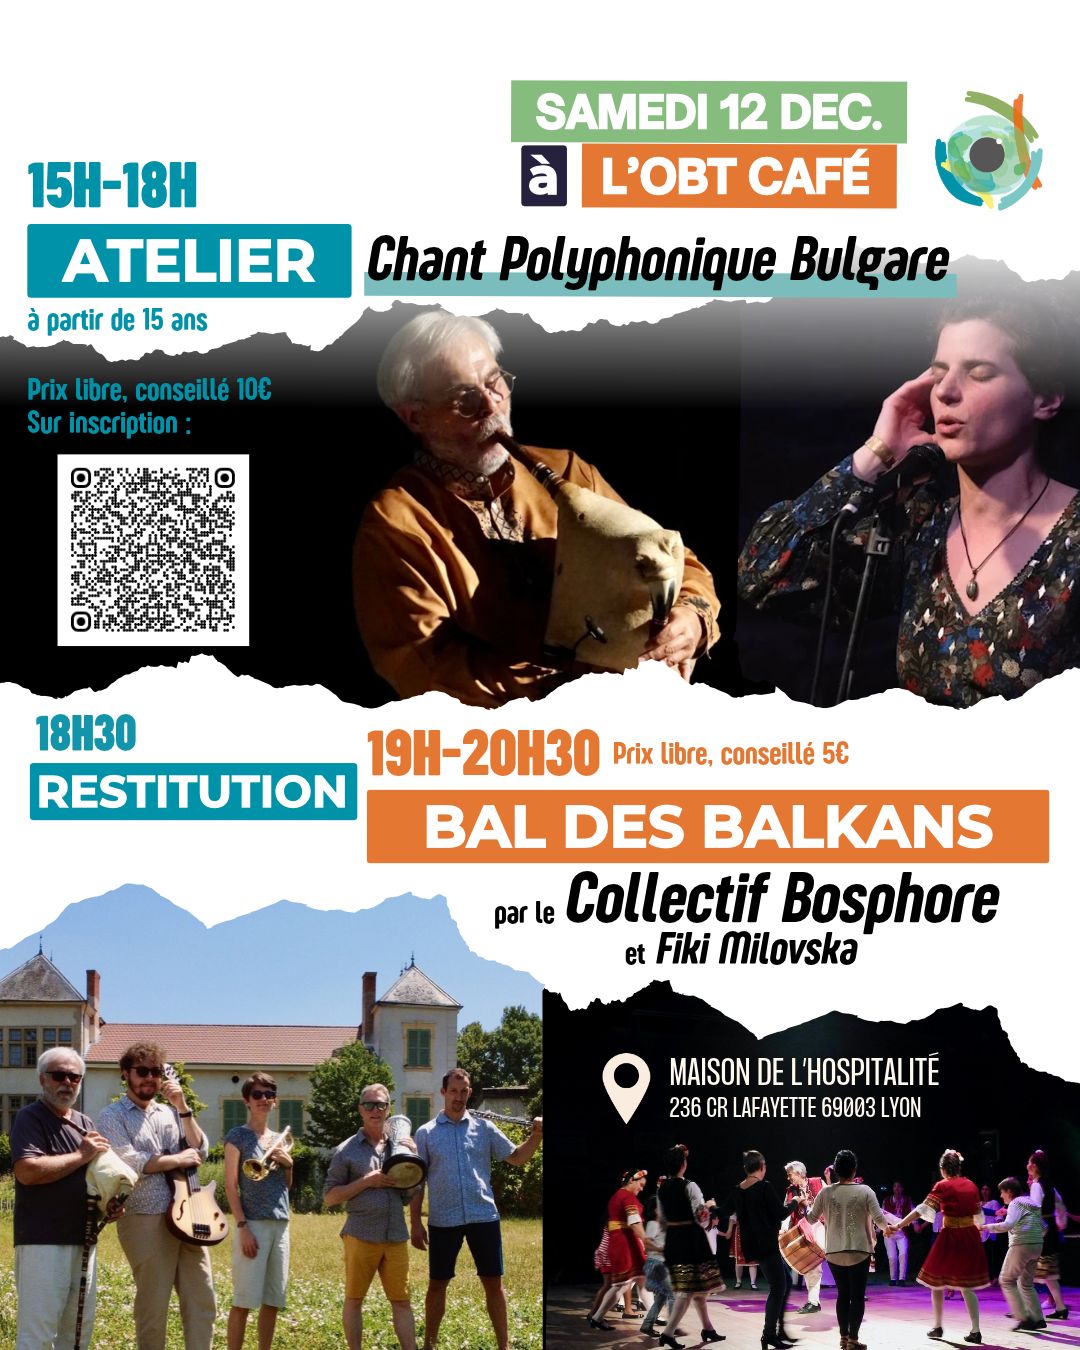 SAMEDI 12 DEC.
à L'OBT CAFÉ
15H-18H
ATELIER Chant Polyphonique Bulgare
à partir de 15 ans
Prix libre, conseillé 10€
Sur inscription :
18H30
RESTITUTION
19H-20H30 Prix libre, conseillé 5€
BAL DES BALKANS
par le Collectif Bosphore
et Fiki Milovska
MAISON DE L'HOSPITALITÉ
236 CR LAFAYETTE 69003 LYON